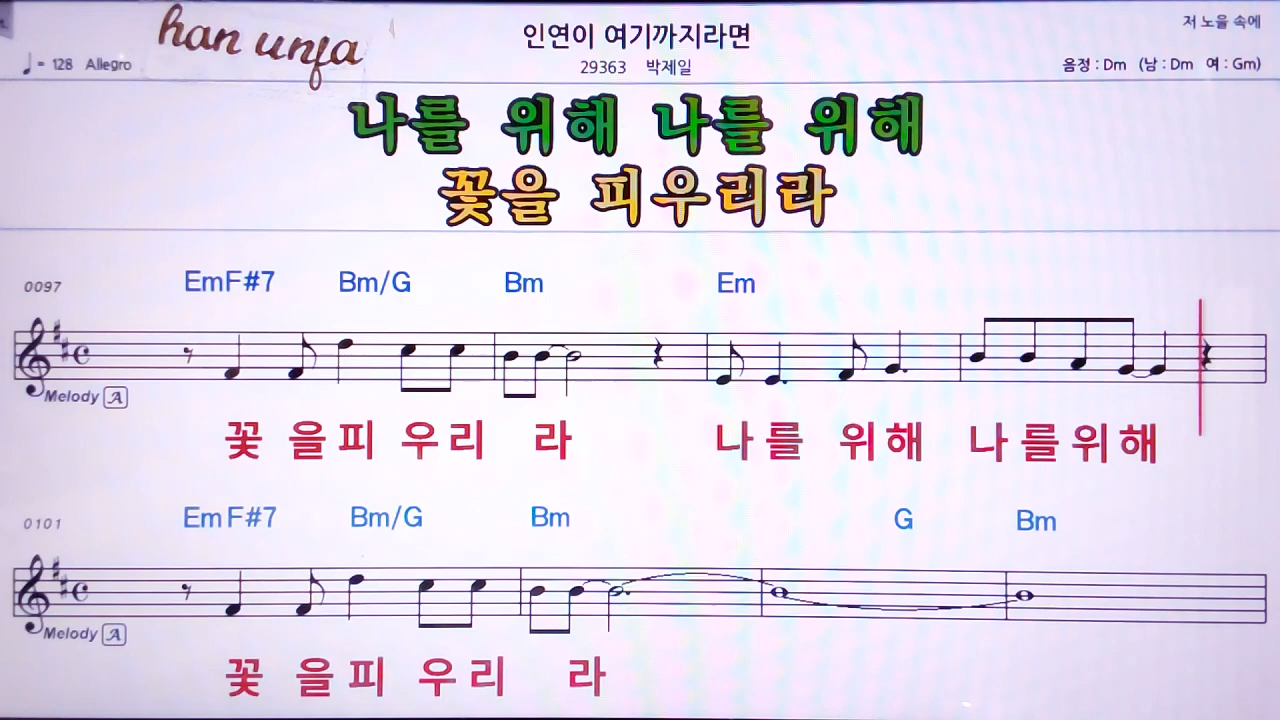 han unfa
인연이 여기까지라면
저 노을 속에
♩= 128 Allegro
29363 박제일
음정 : Dm (남 : Dm 여 : Gm)
나를 위해 나를 위해
꽃을 피우리라
0097 EmF#7 Bm/G Bm Em
Melody A
꽃 을피 우리 라 나를 위해 나를위해
0101 EmF#7 Bm/G Bm G Bm
Melody A
꽃 을피 우리 라